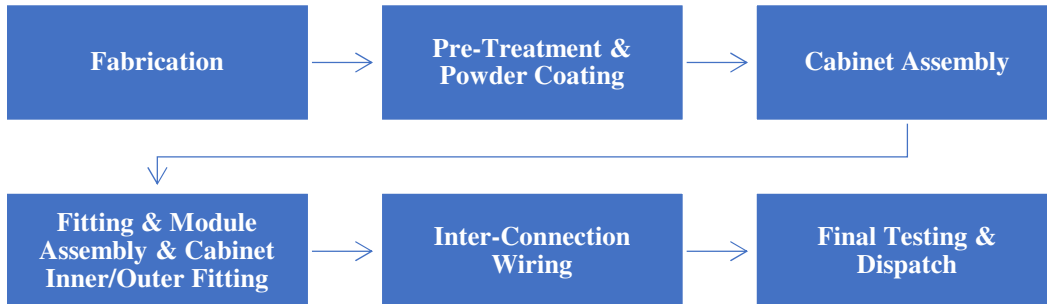 Fabrication
Pre-Treatment &
Powder Coating
Cabinet Assembly
Fitting & Module
Assembly & Cabinet
Inner/Outer Fitting
Inter-Connection
Wiring
Final Testing &
Dispatch